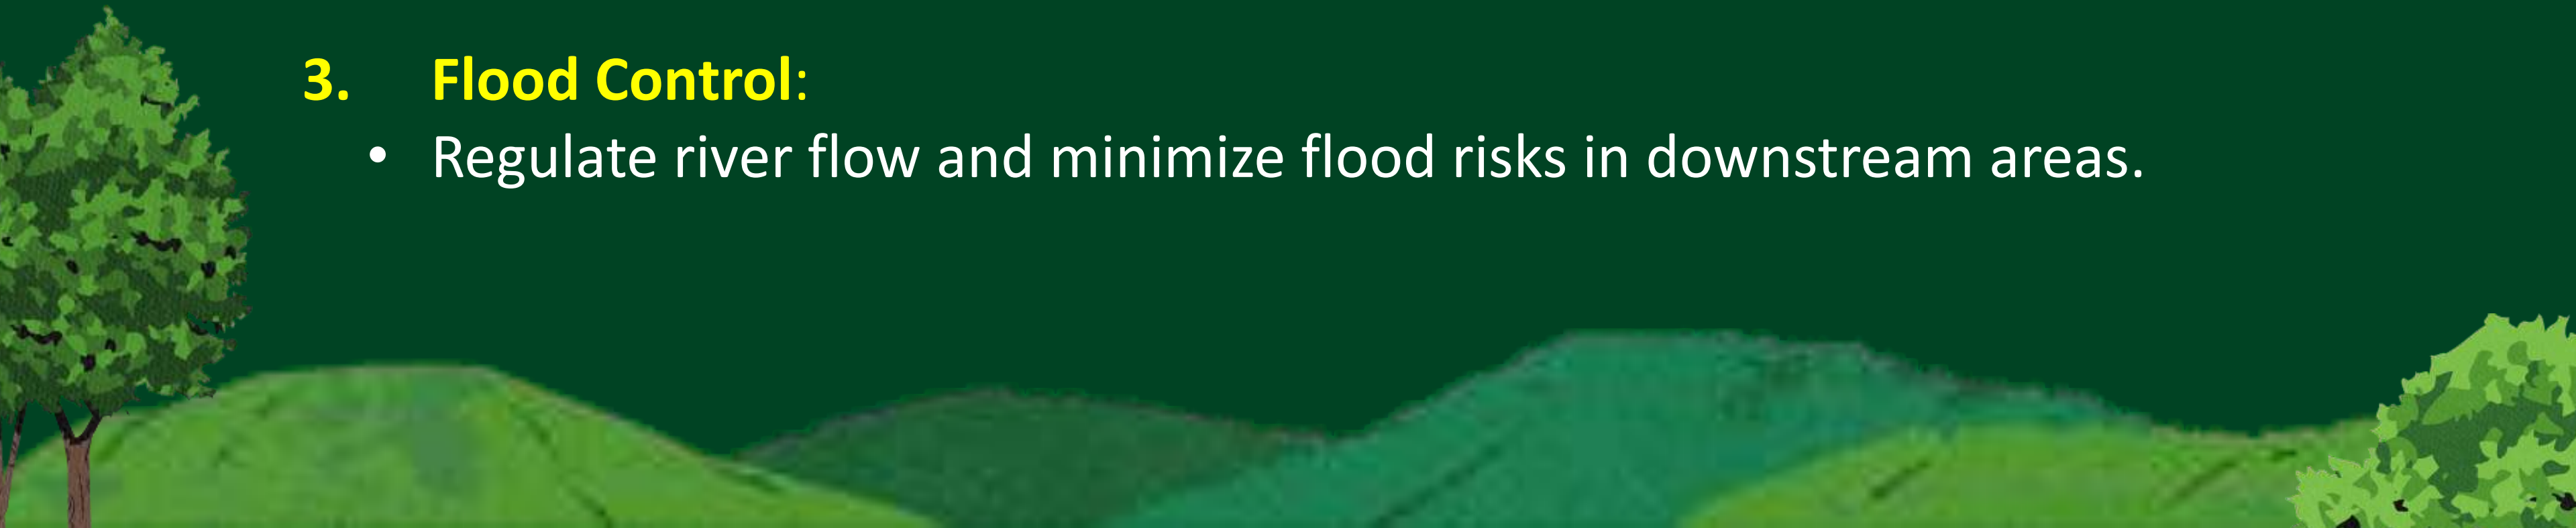 3. Flood Control:
• Regulate river flow and minimize flood risks in downstream areas.